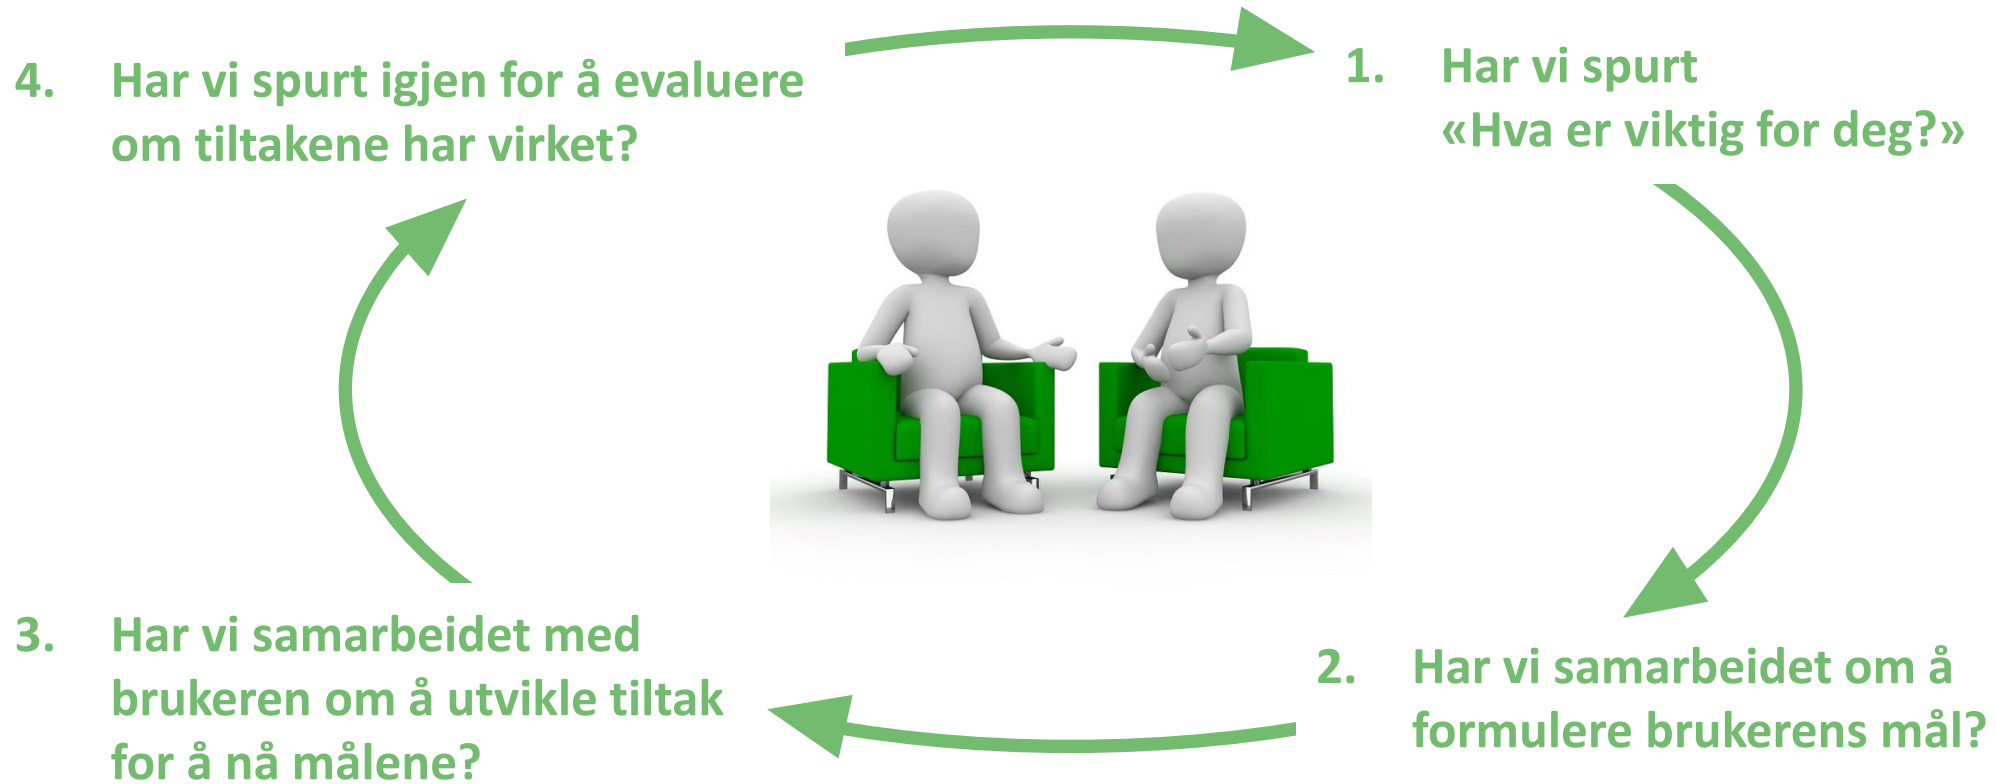 1. Har vi spurt
«Hva er viktig for deg?»
2. Har vi samarbeidet om å
formulere brukerens mål?
3. Har vi samarbeidet med
brukeren om å utvikle tiltak
for å nå målene?
4. Har vi spurt igjen for å evaluere
om tiltakene har virket?